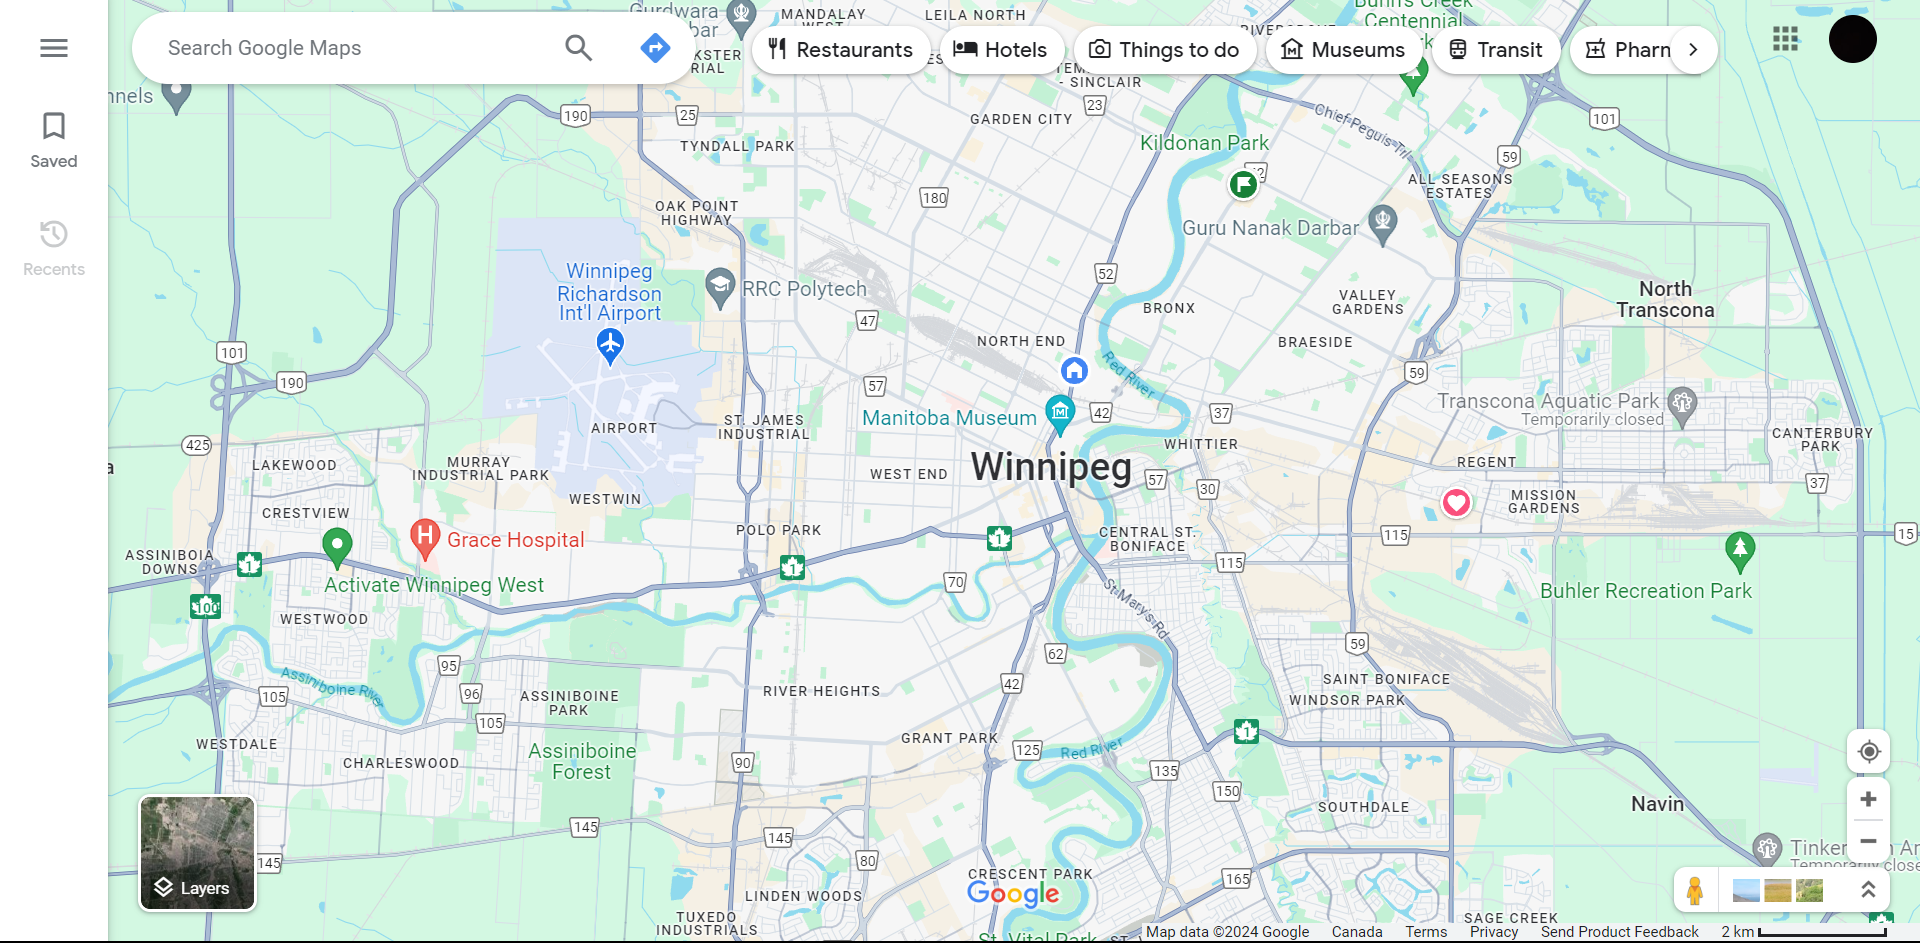 Search Google Maps
Restaurants
Hotels
Things to do
Museums
Transit
Pharm
Saved
Recents
Gurdwara
MANDALAY
LEILA NORTH
Centennial
GARDEN CITY
- SINCLAIR
TYNDALL PARK
Kildonan Park
Chief Peguis Trl
ALL SEASONS
ESTATES
OAK POINT
HIGHWAY
Guru Nanak Darbar
Winnipeg
Richardson
Int'l Airport
RRC Polytech
BRONX
VALLEY
GARDENS
North
Transcona
NORTH END
BRAESIDE
Red River
Manitoba Museum
Transcona Aquatic Park
Temporarily closed
ST. JAMES
INDUSTRIAL
AIRPORT
WHITTIER
CANTERBURY
PARK
LAKEWOOD
MURRAY
INDUSTRIAL PARK
WEST END
Winnipeg
REGENT
WESTWIN
MISSION
GARDENS
CRESTVIEW
POLO PARK
CENTRAL ST.
BONIFACE
Grace Hospital
ASSINIBOIA
DOWNS
Activate Winnipeg West
Buhler Recreation Park
WESTWOOD
St Mary's Rd
Assiniboine River
ASSINIBOINE
PARK
RIVER HEIGHTS
SAINT BONIFACE
WINDSOR PARK
WESTDALE
CHARLESWOOD
Assiniboine
Forest
GRANT PARK
Red River
SOUTHDALE
Navin
LINDEN WOODS
CRESCENT PARK
TUXEDO
INDUSTRIALS
St. Vital Park
SAGE CREEK
190
25
23
101
59
180
52
47
101
190
57
42
37
59
425
57
30
37
1
1
1
115
115
15
100
70
62
59
95
96
105
105
42
1
125
90
135
150
145
145
145
80
165
Layers
Google
Map data ©2024 Google
Canada
Terms
Privacy
Send Product Feedback
2 km